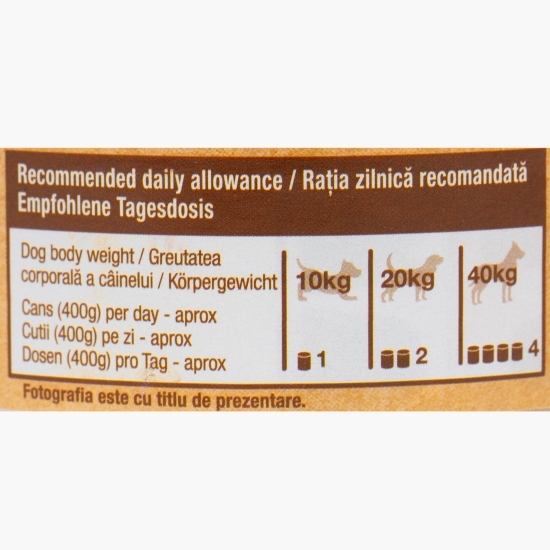 Recommended daily allowance / Rația zilnică recomandată
Empfohlene Tagesdosis
Dog body weight / Greutatea
corporală a câinelui / Körpergewicht
10kg 20kg 40kg
Cans (400g) per day - aprox
Cutii (400g) pe zi - aprox
Dosen (400g) pro Tag - aprox
1 2 4
Fotografia este cu titlu de prezentare.